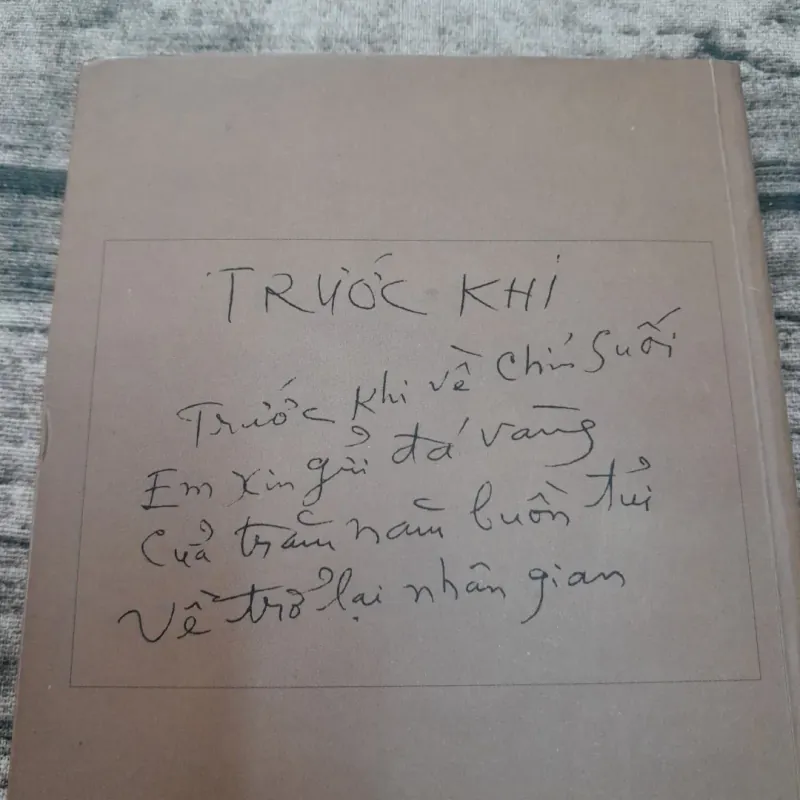 TRƯỚC KHI
Trước khi về chín suối
Em xin gửi đá vàng
Của trăm năm buồn tủi
Về trở lại nhân gian